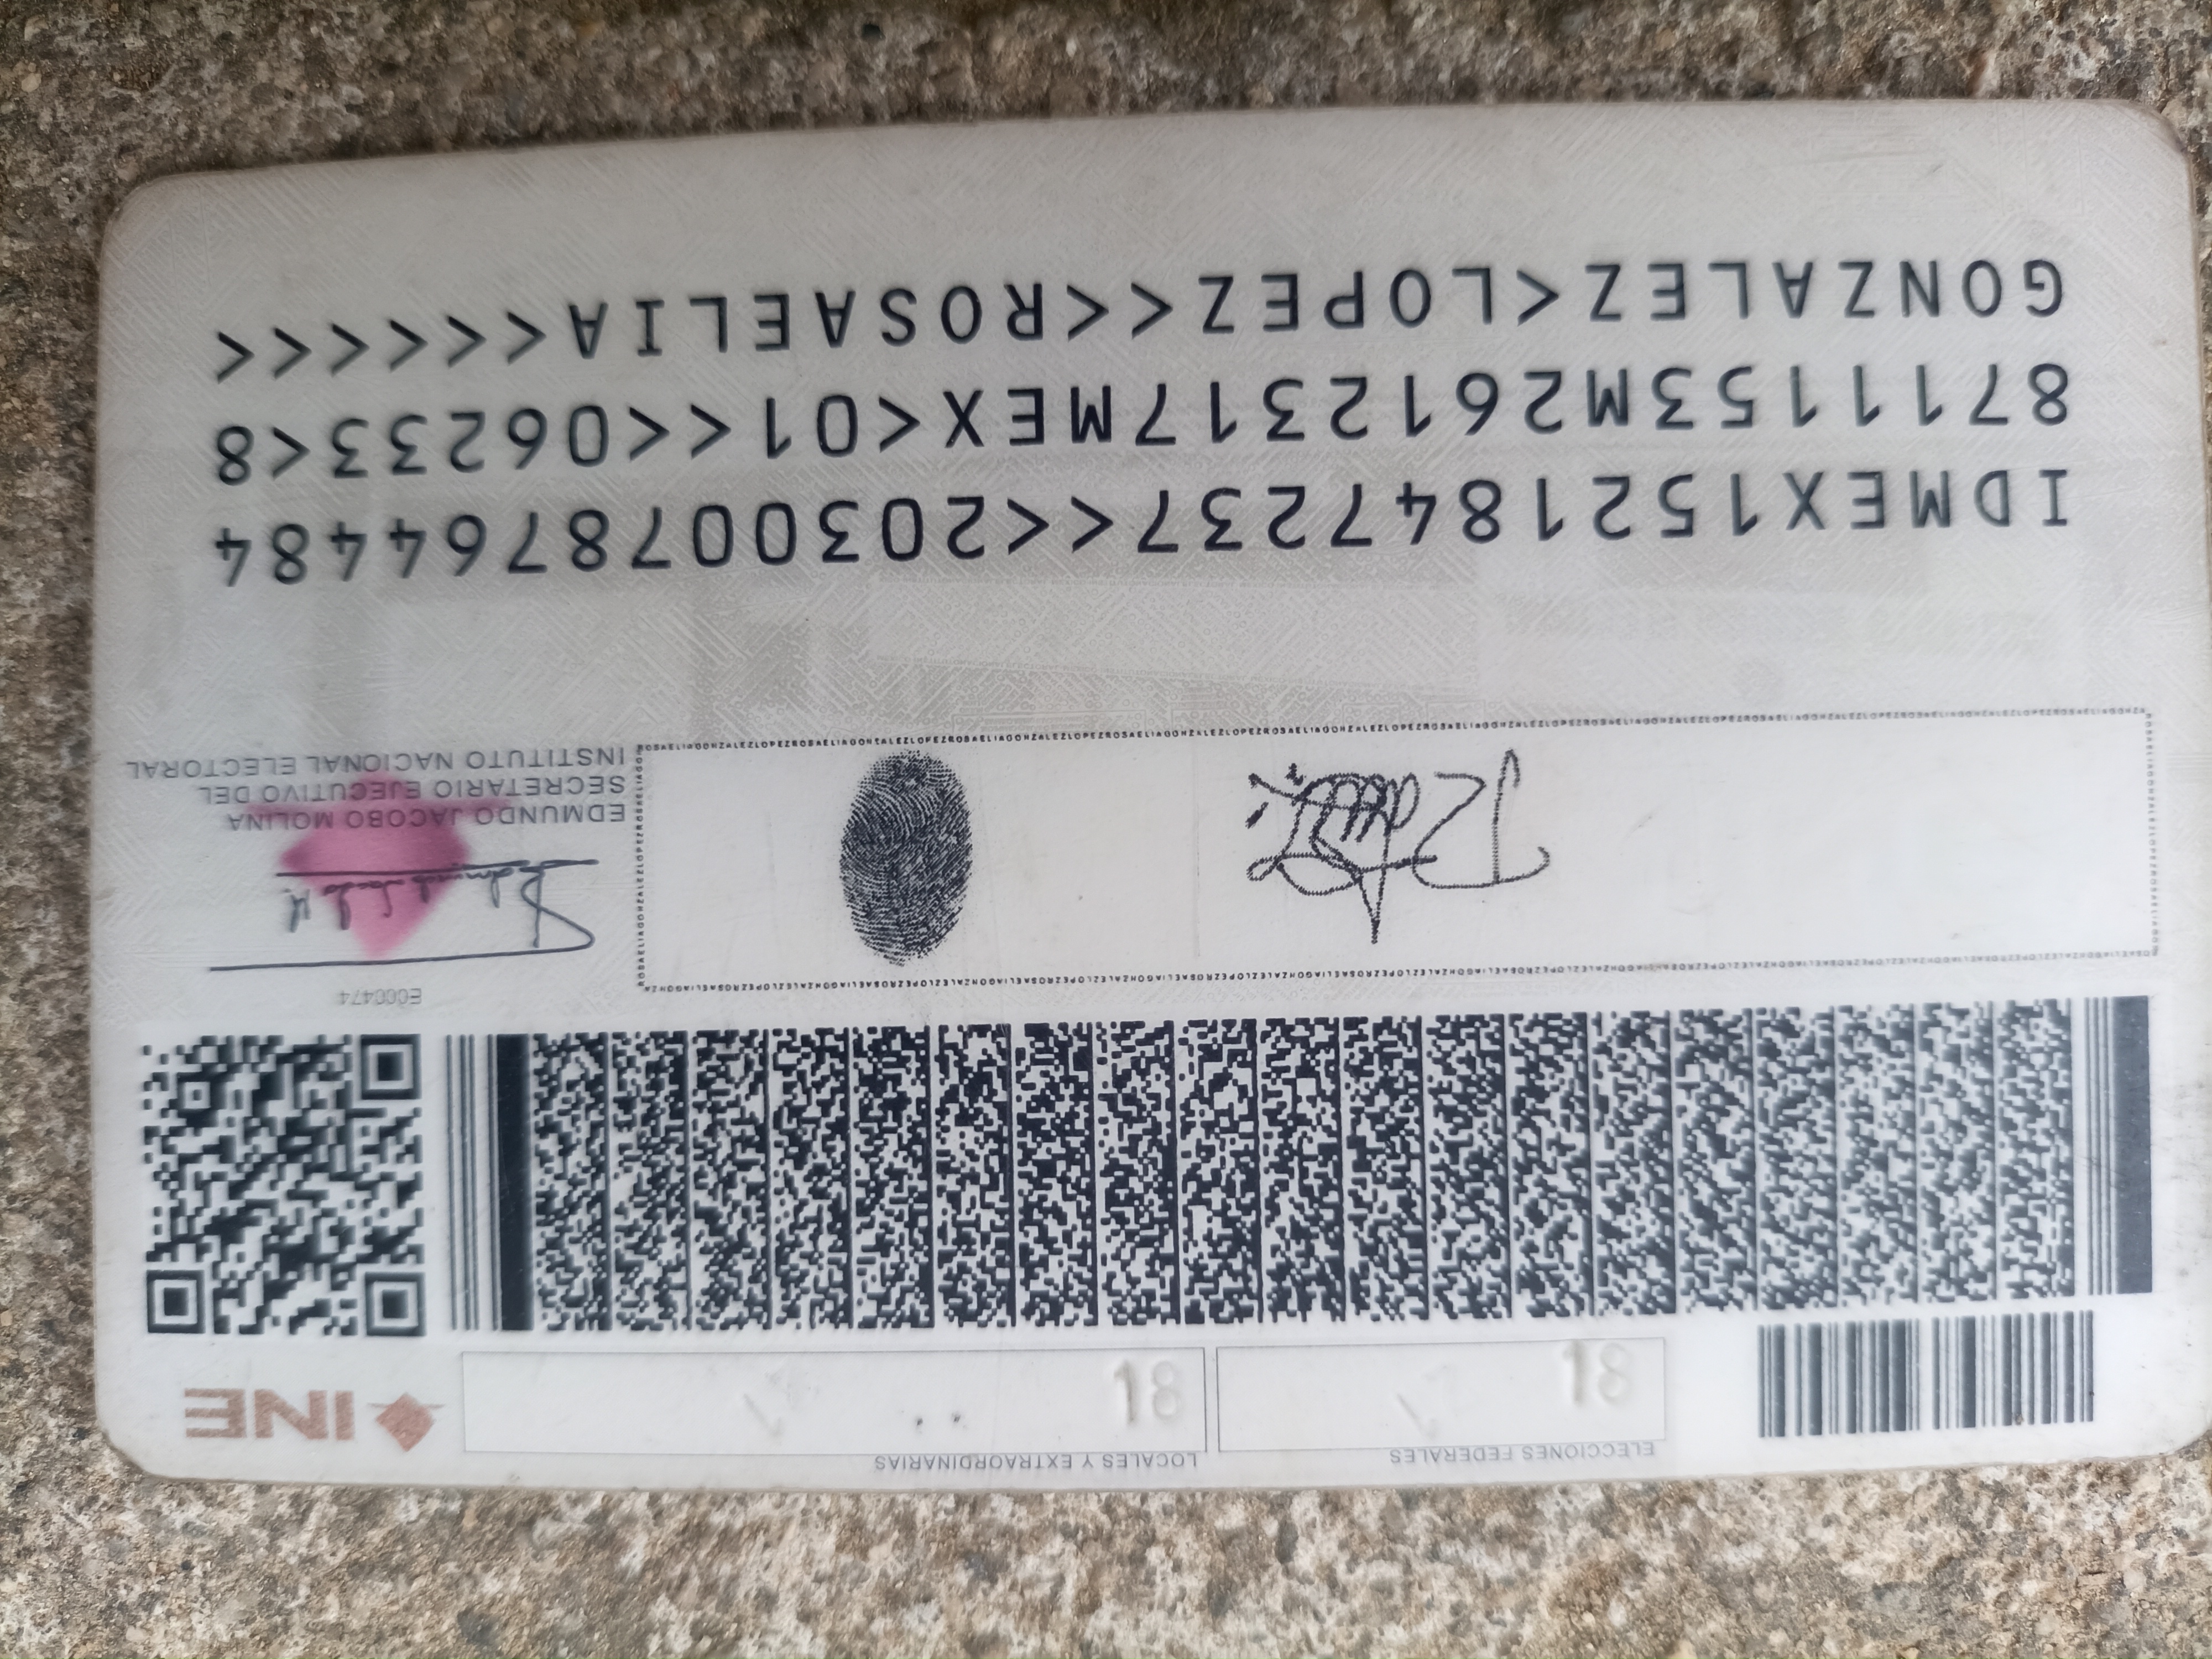 ELECCIONES FEDERALES
LOCALES Y EXTRAORDINARIAS
18
18
INE
E000474
EDMUNDO JACOBO MOLINA
SECRETARIO EJECUTIVO DEL
INSTITUTO NACIONAL ELECTORAL
IDMEX1521847237<<2030078764484
8711153M2612317MEX<01<<06233<8
GONZALEZ<LOPEZ<<ROSAELIA<<<<<<